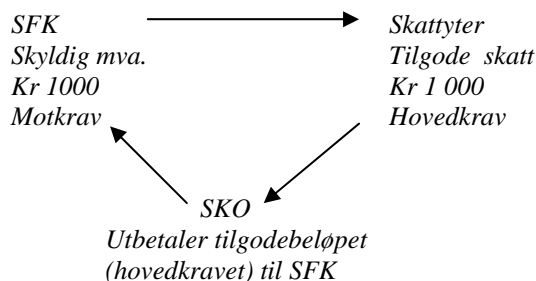 SFK
Skyldig mva.
Kr 1000
Motkrav
Skattyter
Tilgode skatt
Kr 1 000
Hovedkrav
SKO
Utbetaler tilgodebeløpet
(hovedkravet) til SFK